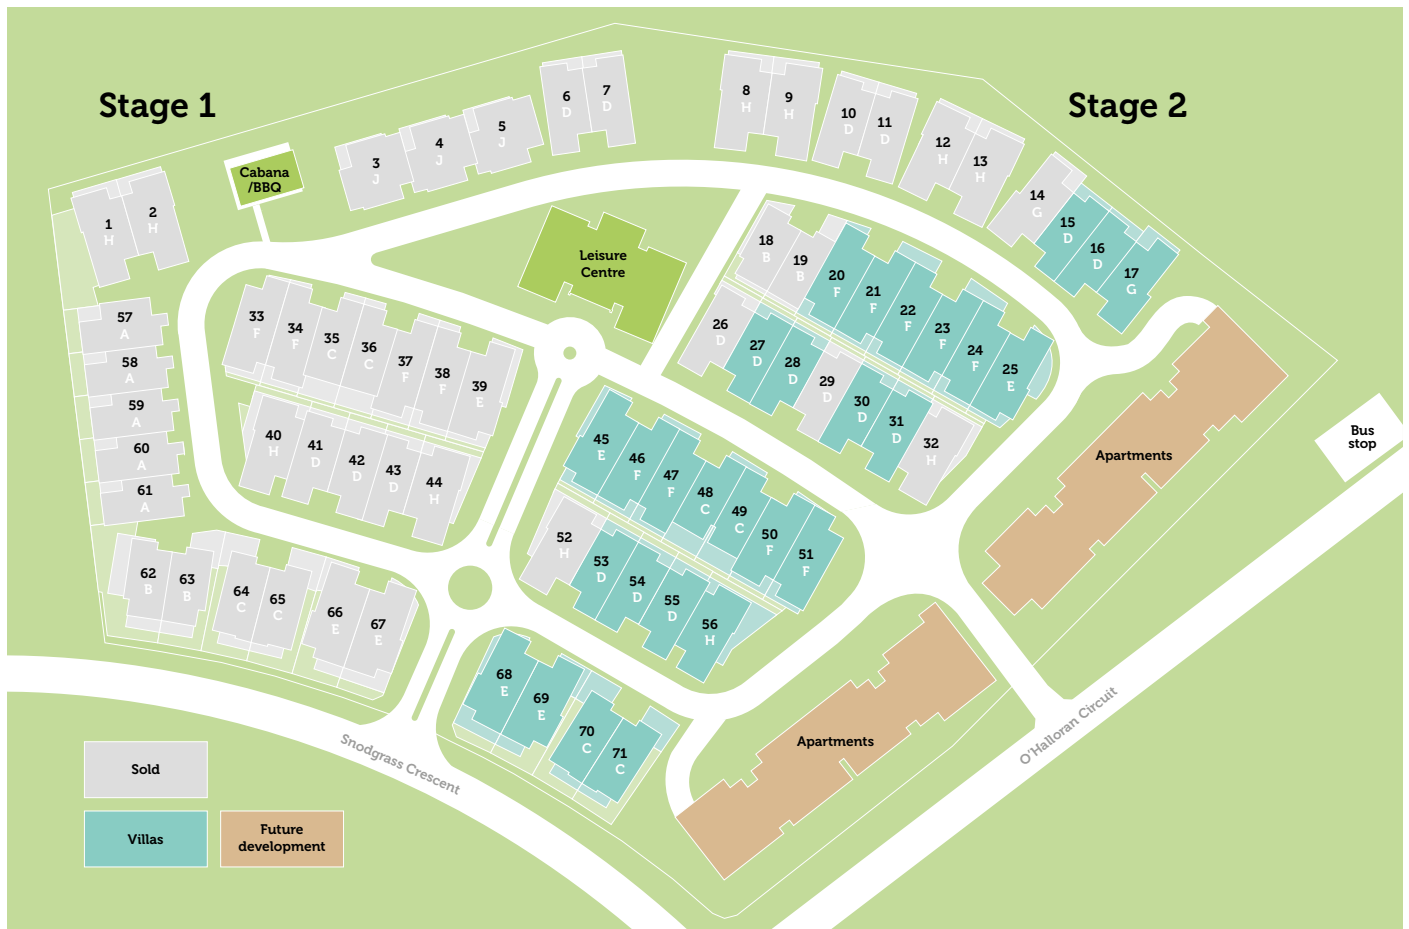 Stage 1
Stage 2
1
H
2
H
Cabana
/BBQ
3
J
4
J
5
J
6
D
7
D
8
H
9
H
10
D
11
D
12
H
13
H
14
G
15
D
16
D
17
G
Leisure
Centre
18
B
19
B
20
F
21
F
22
F
23
F
24
F
25
E
26
D
27
D
28
D
29
D
30
D
31
D
32
H
33
F
34
F
35
C
36
C
37
F
38
F
39
E
40
H
41
D
42
D
43
D
44
H
45
E
46
F
47
F
48
C
49
C
50
F
51
F
52
H
53
D
54
D
55
D
56
H
57
A
58
A
59
A
60
A
61
A
62
B
63
B
64
C
65
C
66
E
67
E
68
E
69
E
70
C
71
C
Apartments
Bus
stop
Apartments
O'Halloran Circuit
Snodgrass Crescent
Sold
Villas
Future
development